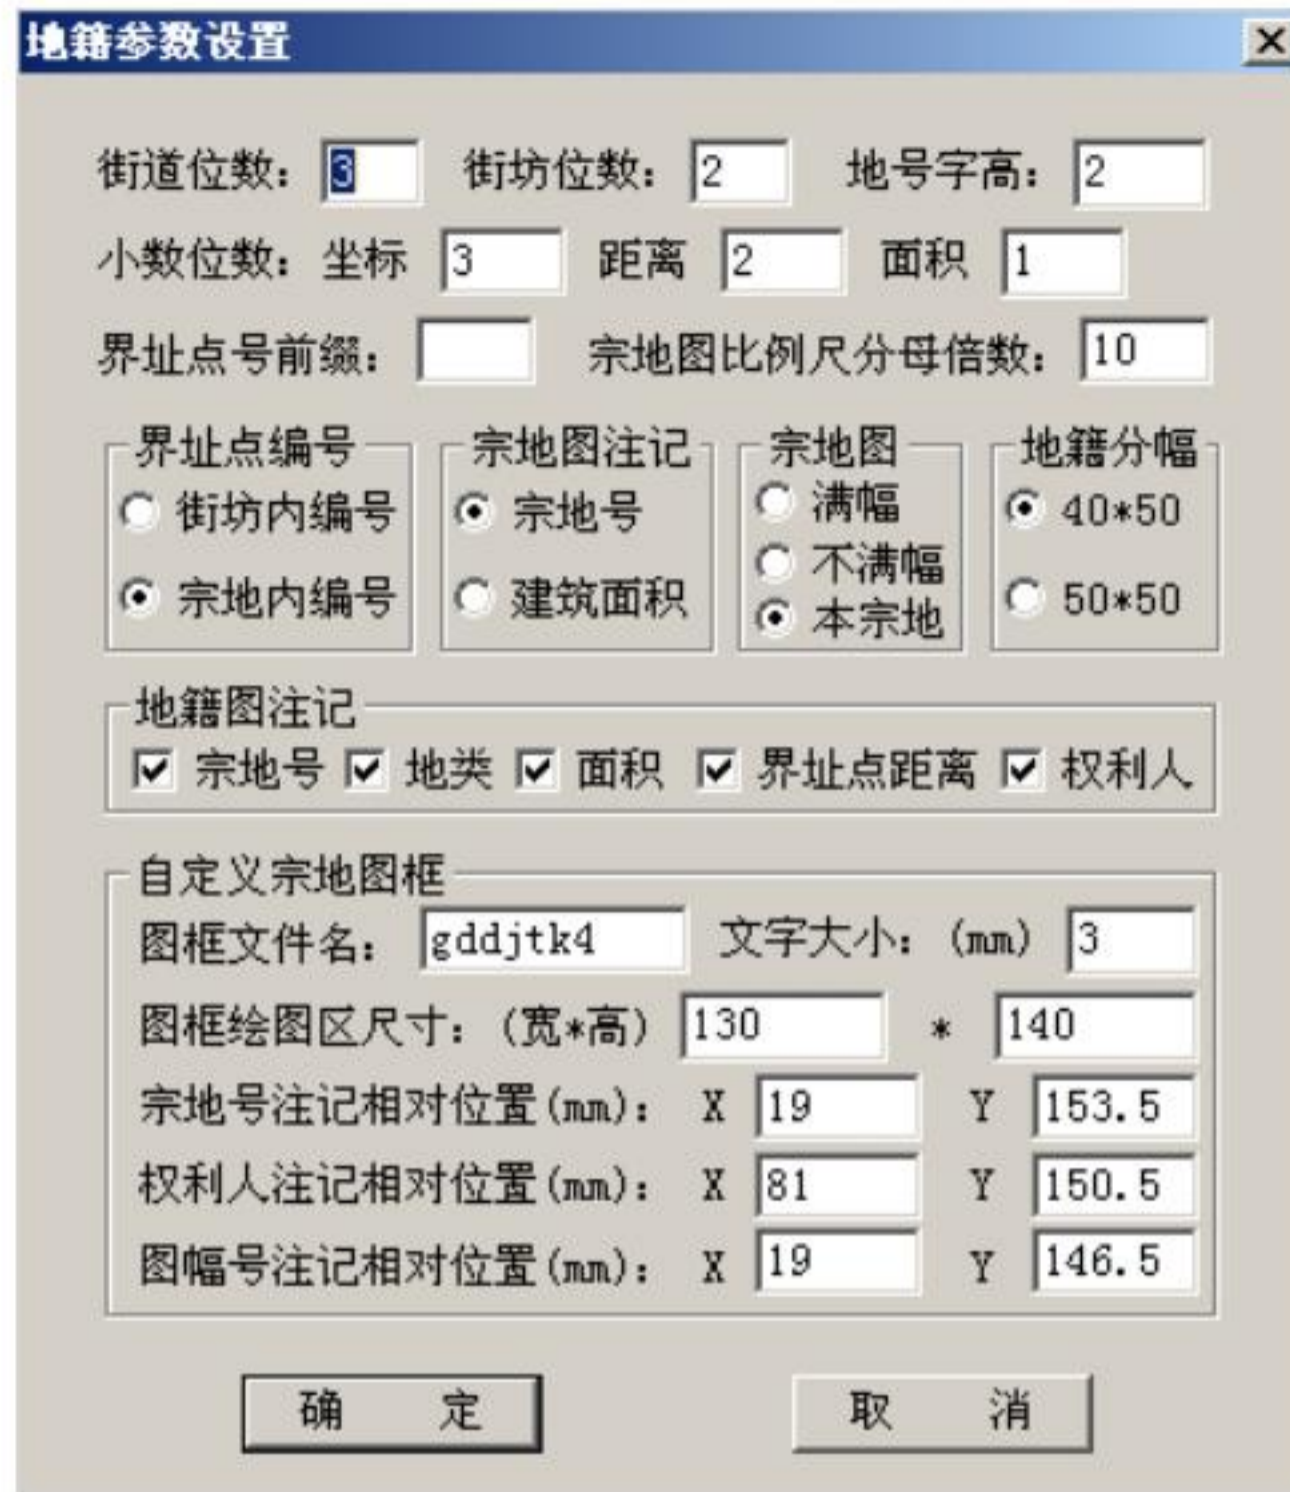 地籍参数设置
街道位数: 3 街坊位数: 2 地号字高: 2
小数位数: 坐标 3 距离 2 面积 1
界址点号前缀: 宗地图比例尺分母倍数: 10
界址点编号 宗地图注记 宗地图 地籍分幅
街坊内编号 宗地号 满幅 40*50
不满幅
宗地内编号 建筑面积 本宗地 50*50
地籍图注记
宗地号 地类 面积 界址点距离 权利人
自定义宗地图框
图框文件名: gddjtk4 文字大小: (mm) 3
图框绘图区尺寸: (宽*高) 130 * 140
宗地号注记相对位置(mm): X 19 Y 153.5
权利人注记相对位置(mm): X 81 Y 150.5
图幅号注记相对位置(mm): X 19 Y 146.5
确 定 取 消